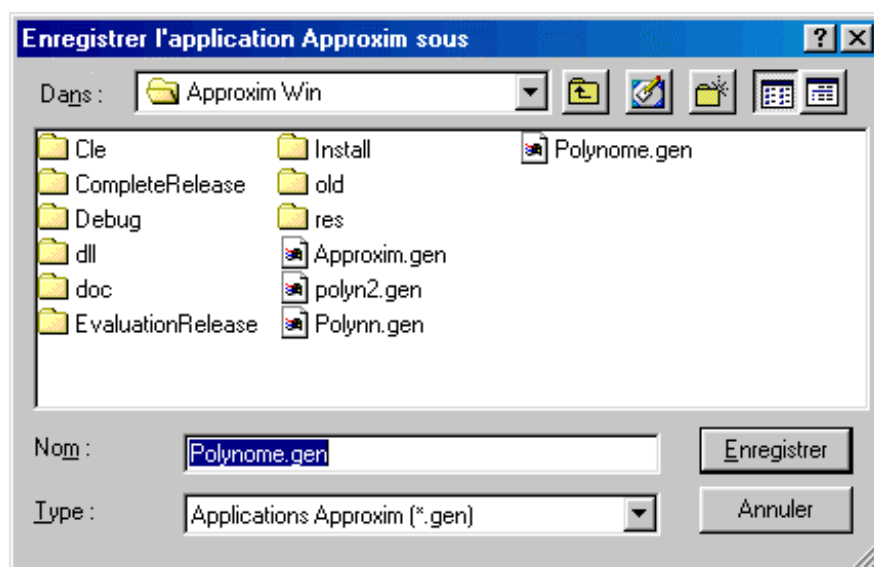 Enregistrer l'application Approxim sous
Dans : Approxim Win
Cle Install Polynome.gen
CompleteRelease old
Debug res
dll Approxim.gen
doc polyn2.gen
EvaluationRelease Polynn.gen
Nom : Polynome.gen Enregistrer
Type : Applications Approxim (*.gen) Annuler